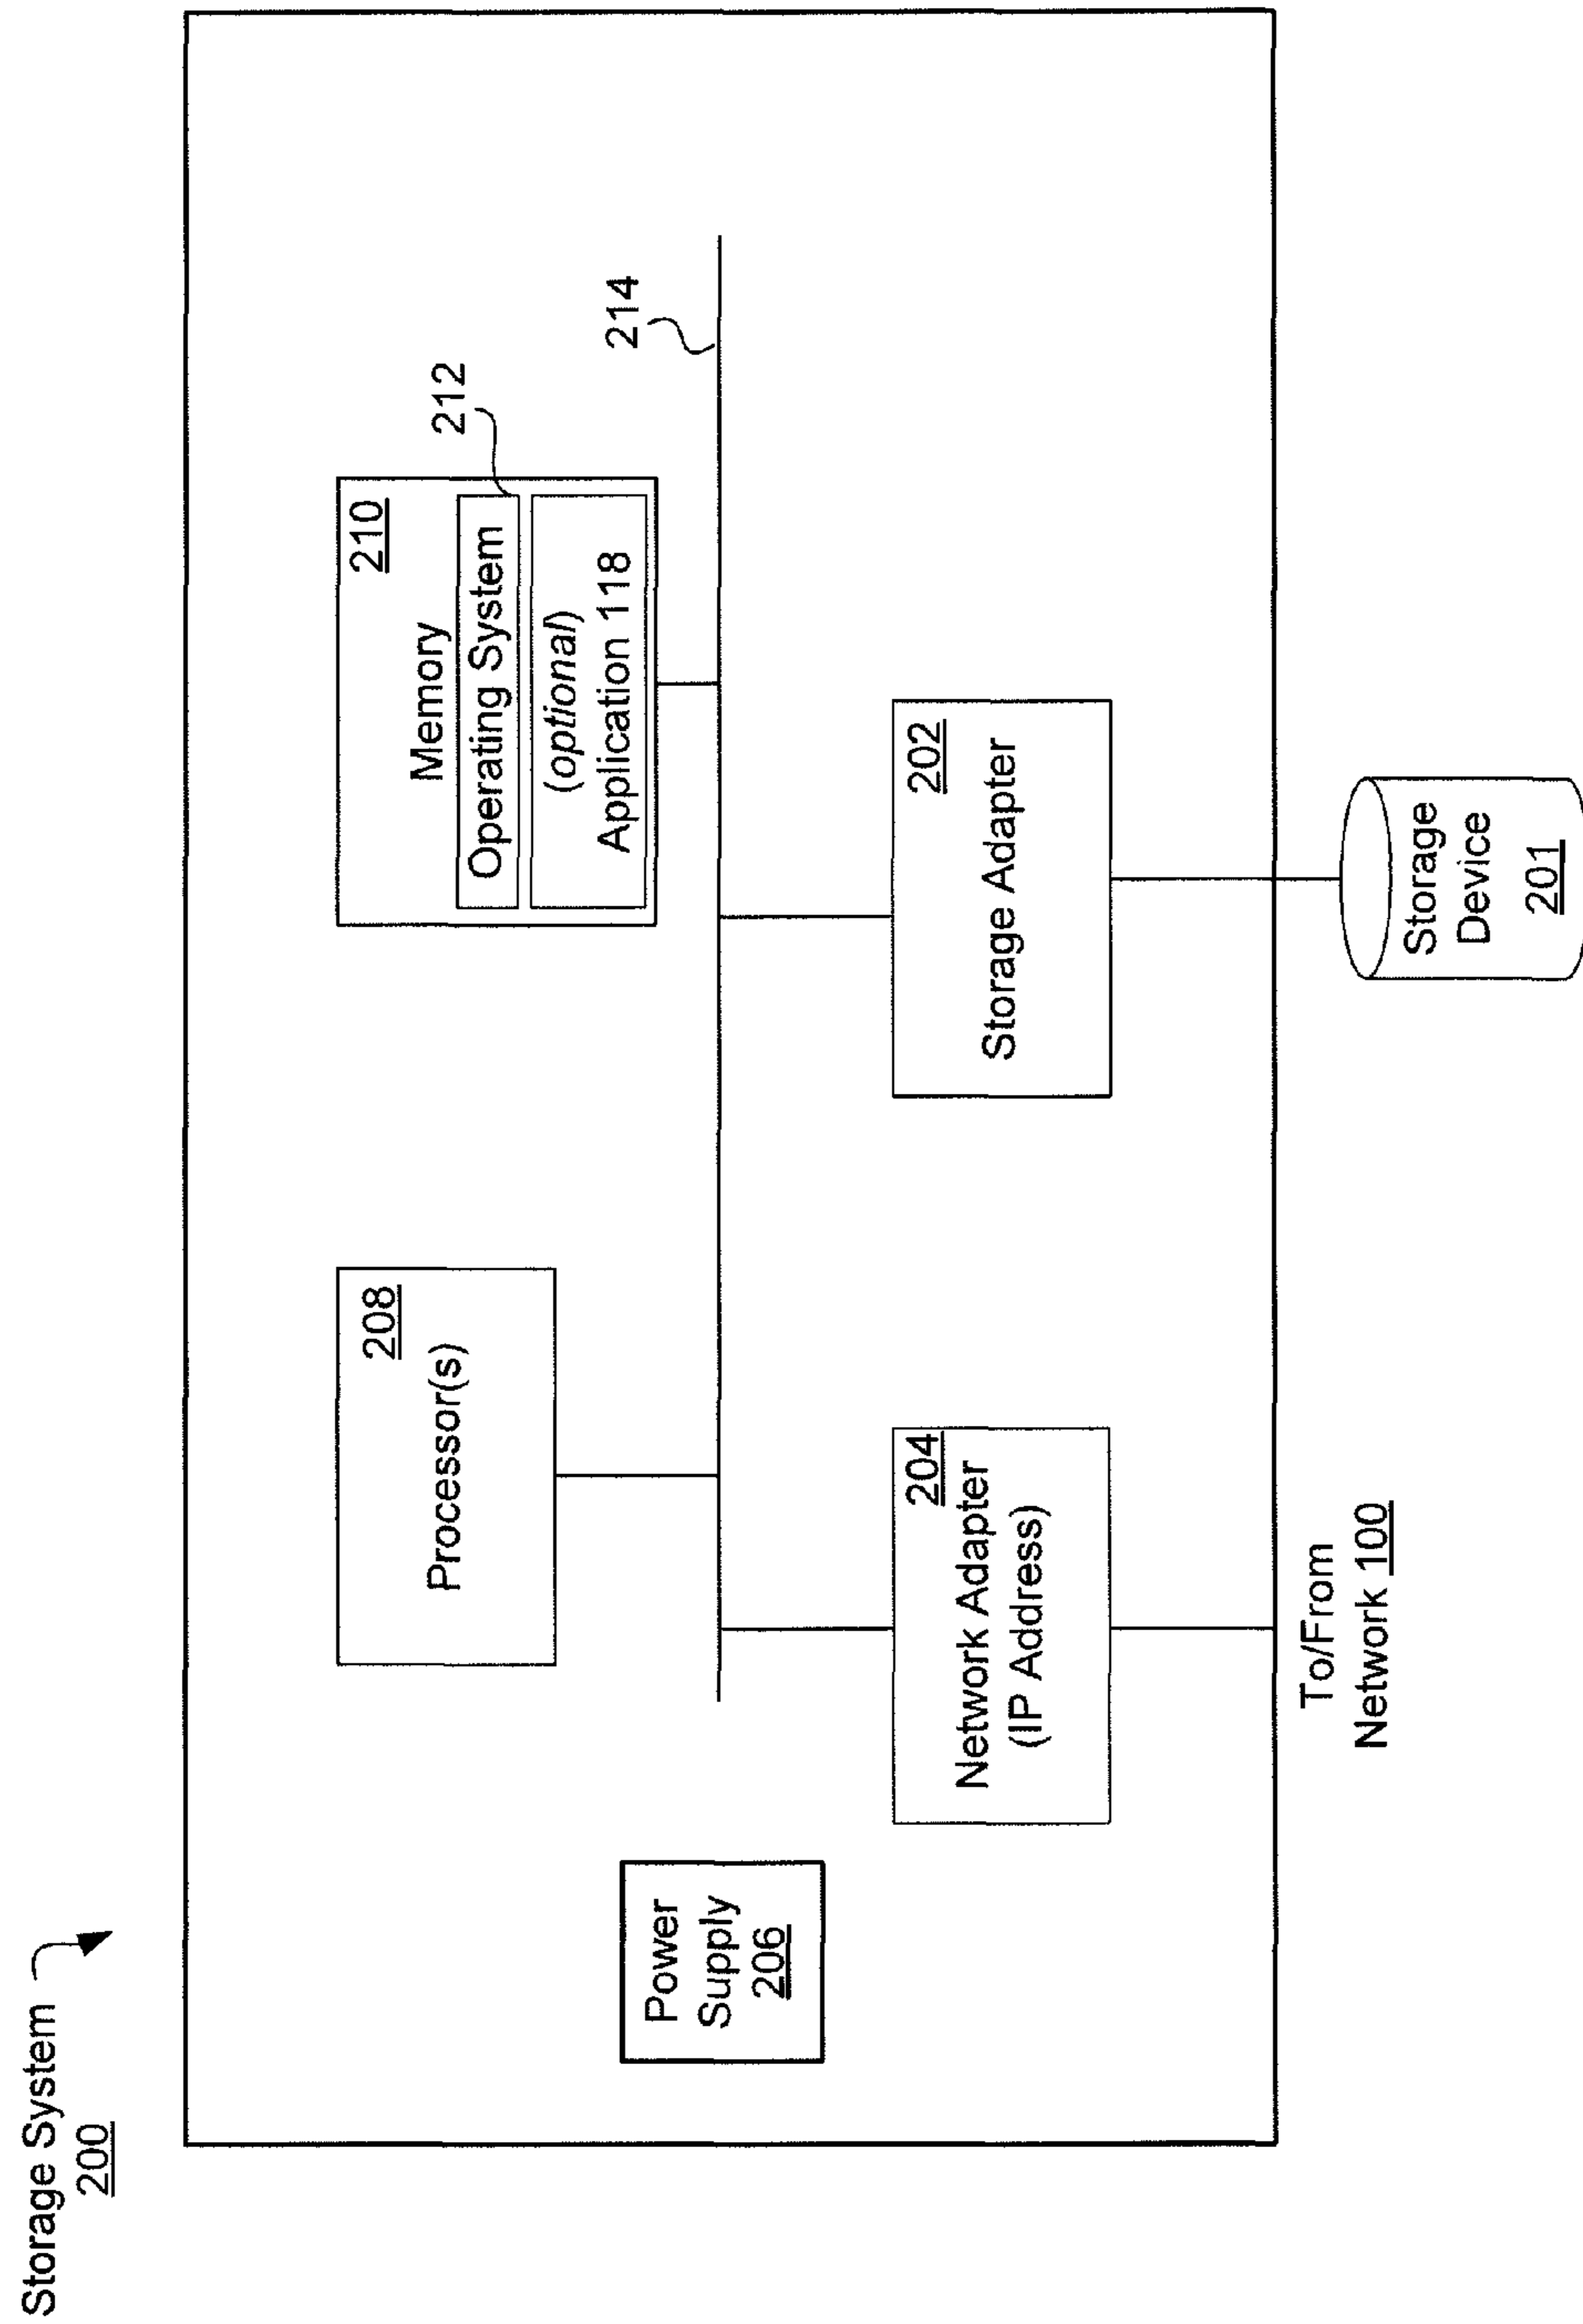 Storage System
200
Power
Supply
206
208
Processor(s)
210
Memory
Operating System
212
(optional)
Application 118
214
204
Network Adapter
(IP Address)
202
Storage Adapter
To/From
Network 100
Storage
Device
201